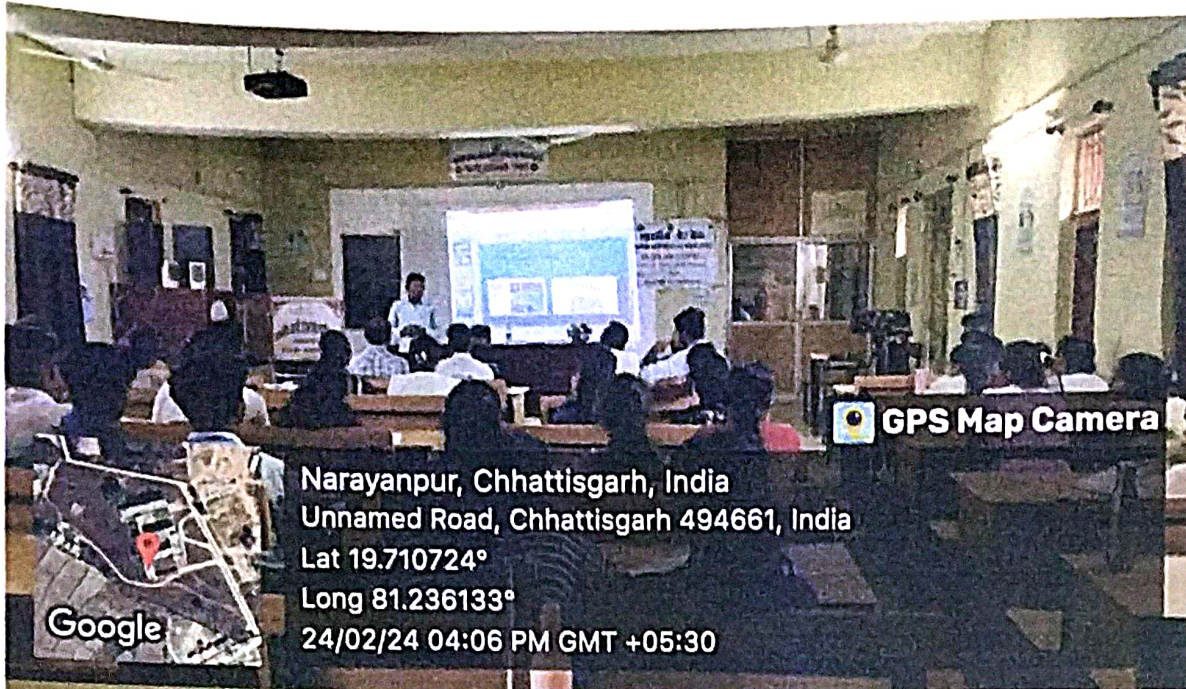 GPS Map Camera
Narayanpur, Chhattisgarh, India
Unnamed Road, Chhattisgarh 494661, India
Lat 19.710724°
Long 81.236133°
24/02/24 04:06 PM GMT +05:30
Google